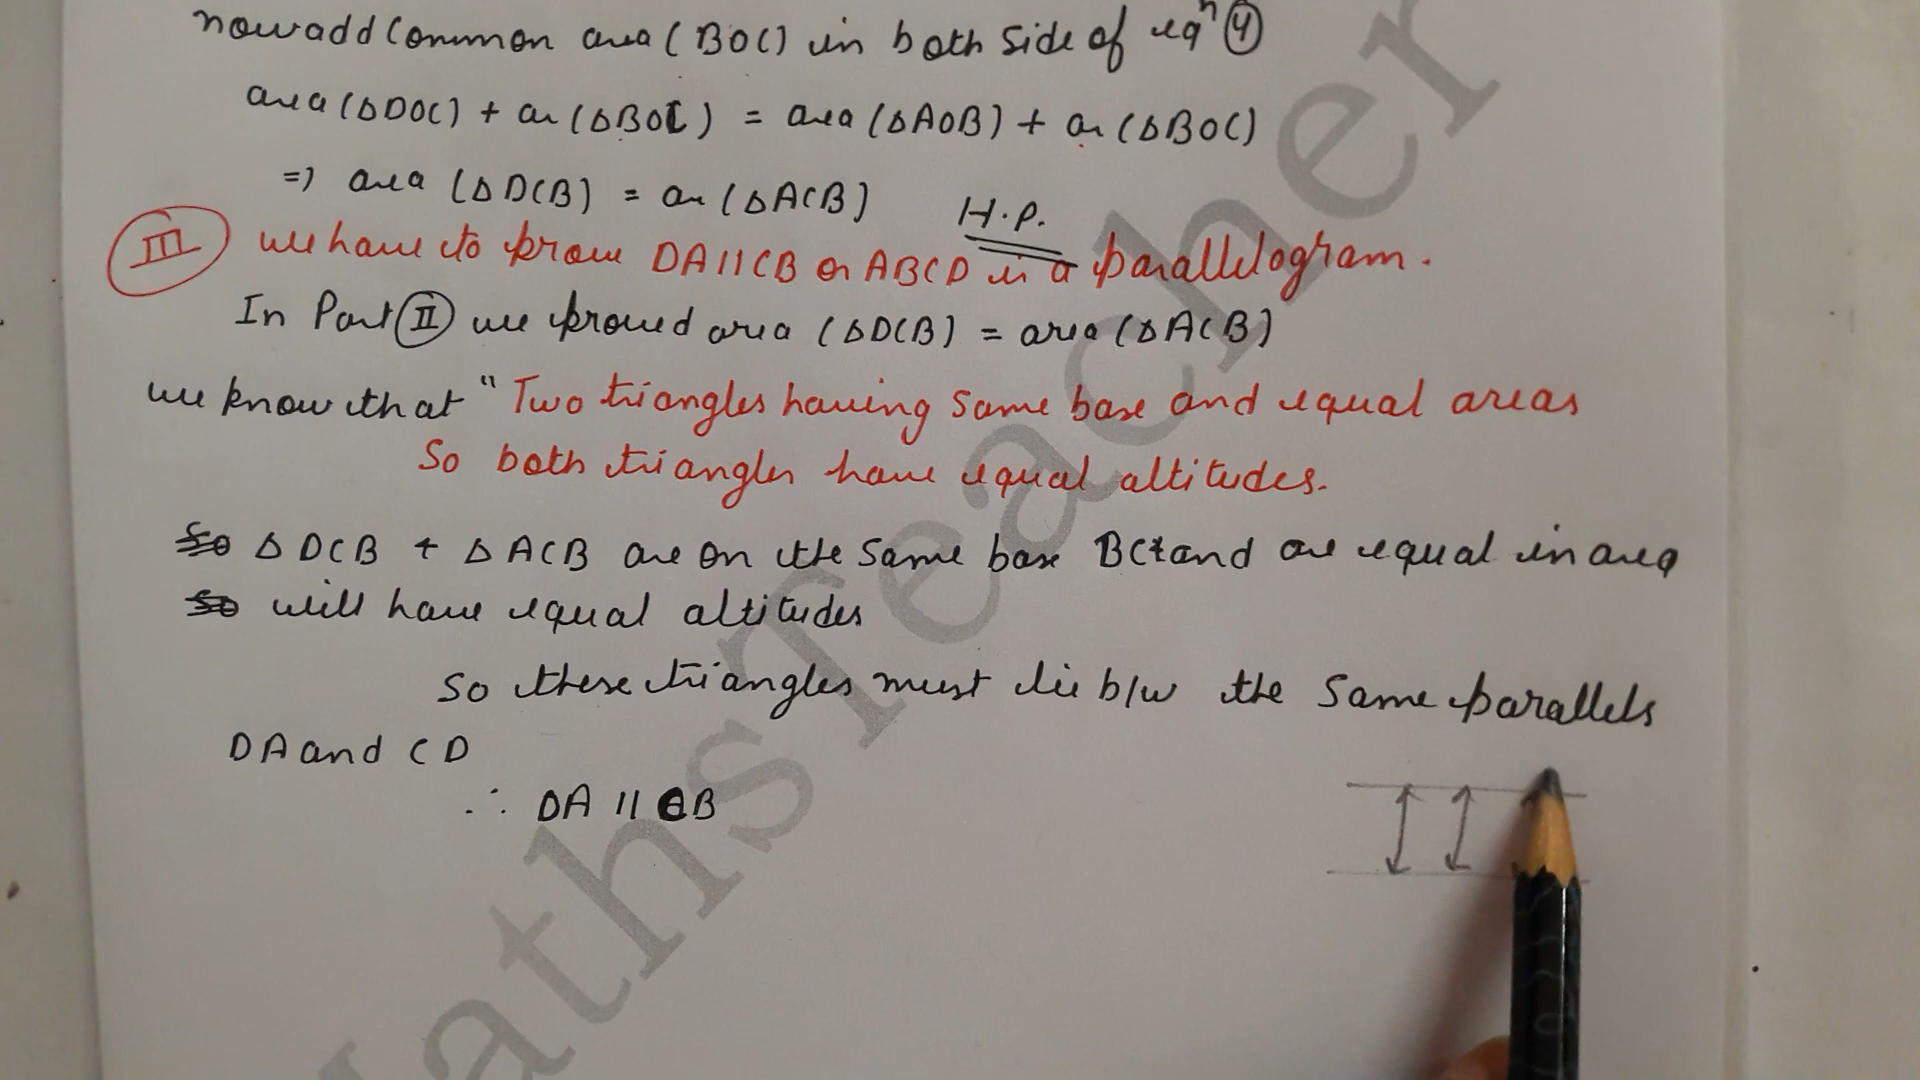 now add Common area (BOC) in both side of eqⁿ ④
area (ΔDOC) + ar (ΔBOC) = area (ΔAOB) + ar (ΔBOC)
=> area (ΔDCB) = ar (ΔACB) H.P.
III we have to prove DA||CB or ABCD is a parallelogram.
In Part II we proved area (ΔDCB) = area (ΔACB)
we know that "Two triangles having same base and equal areas
So both triangles have equal altitudes.
So Δ DCB + Δ ACB are on the same base BC and are equal in area
So will have equal altitudes
So these triangles must lie b/w the same parallels
DA and CD
∴ DA || CB
Maths Teacher